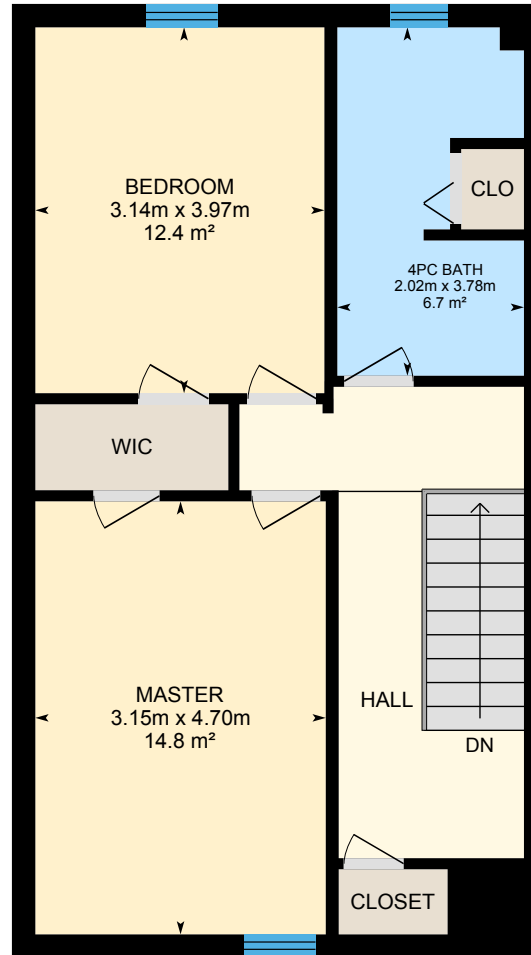 BEDROOM
3.14m x 3.97m
12.4 m²
CLO
4PC BATH
2.02m x 3.78m
6.7 m²
WIC
MASTER
3.15m x 4.70m
14.8 m²
HALL
DN
CLOSET